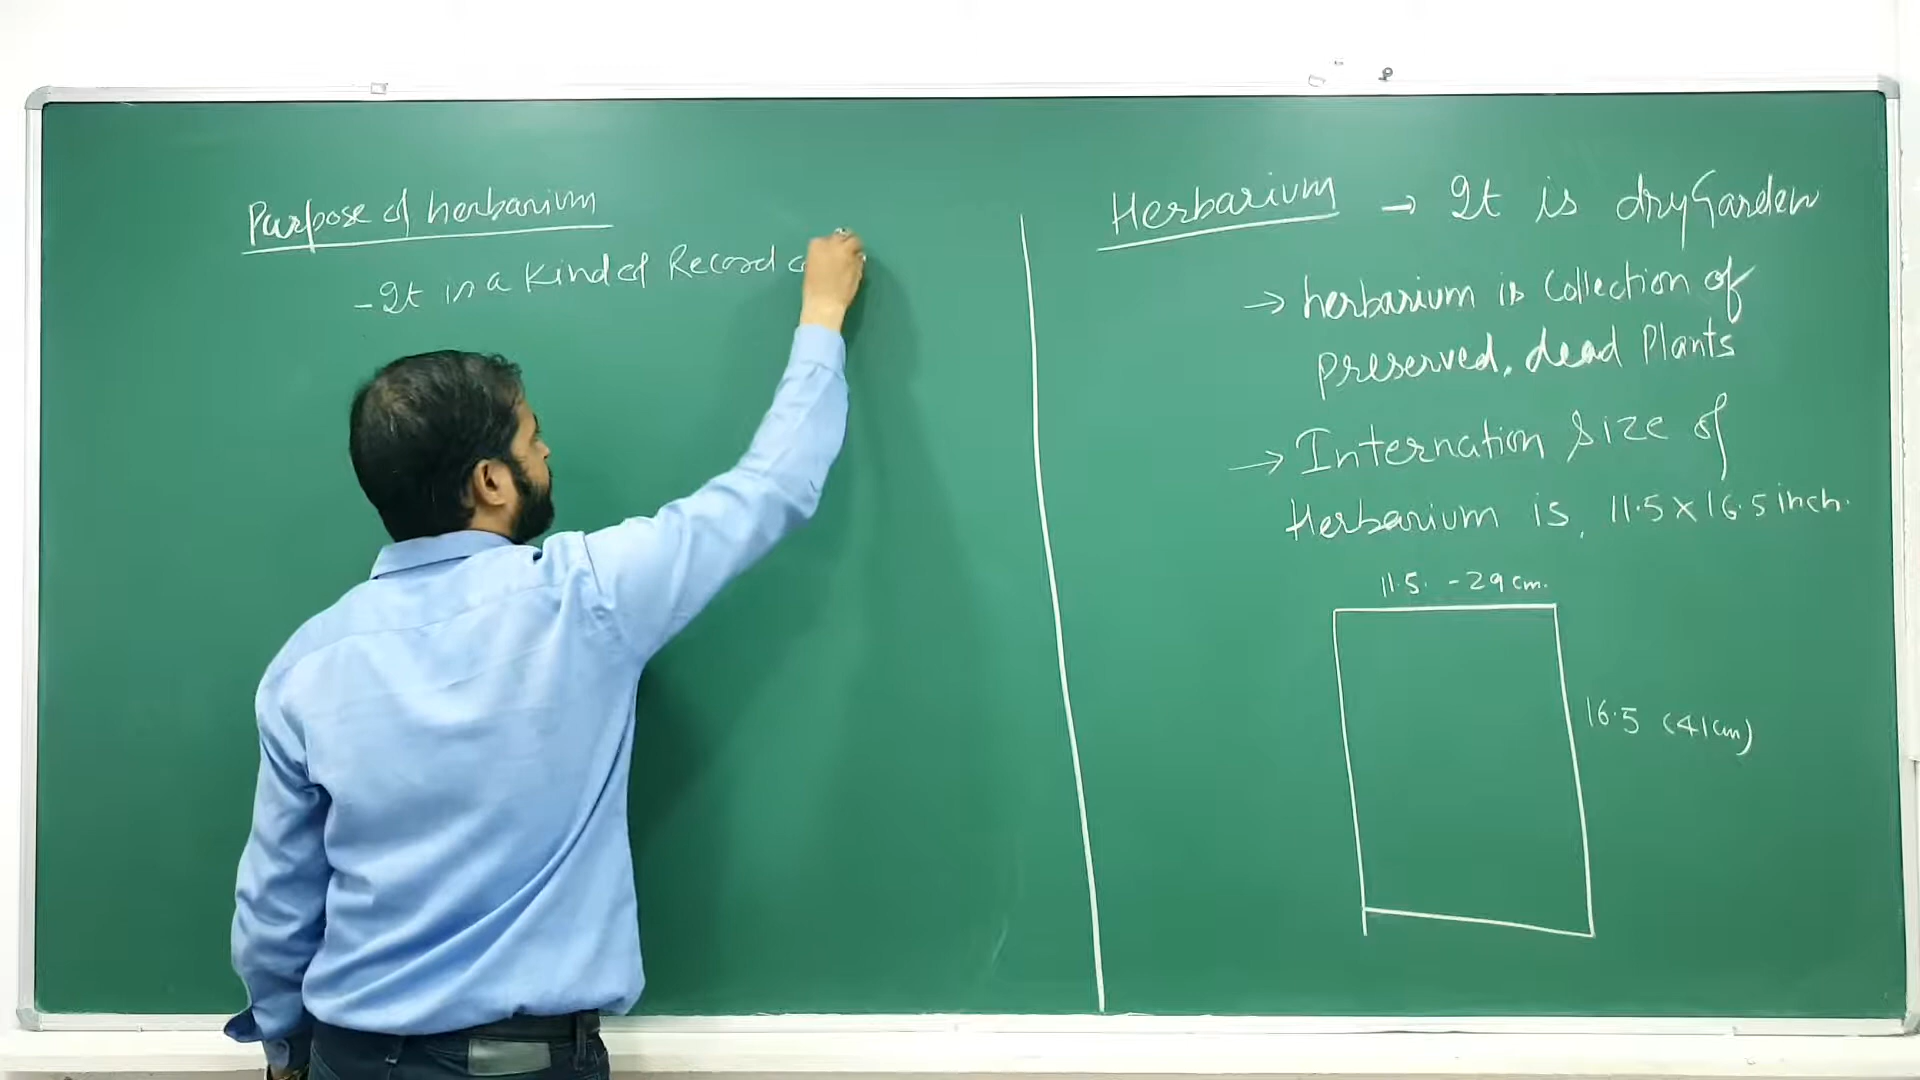 Purpose of herbarium
- It is a kind of Record
Herbarium → It is dry Garden
→ herbarium is Collection of
preserved, dead Plants
→ Internation Size of
Herbarium is, 11.5 X 16.5 inch.
11.5. - 29 cm.
16.5 (41cm)